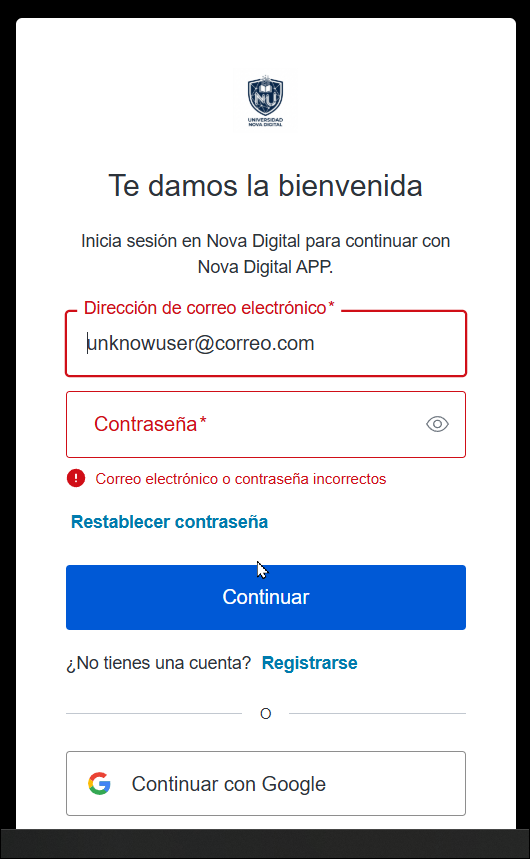 NU
UNIVERSIDAD
NOVA DIGITAL
Te damos la bienvenida
Inicia sesión en Nova Digital para continuar con
Nova Digital APP.
Dirección de correo electrónico*
unknowuser@correo.com
Contraseña*
Correo electrónico o contraseña incorrectos
Restablecer contraseña
Continuar
¿No tienes una cuenta? Registrarse
O
Continuar con Google